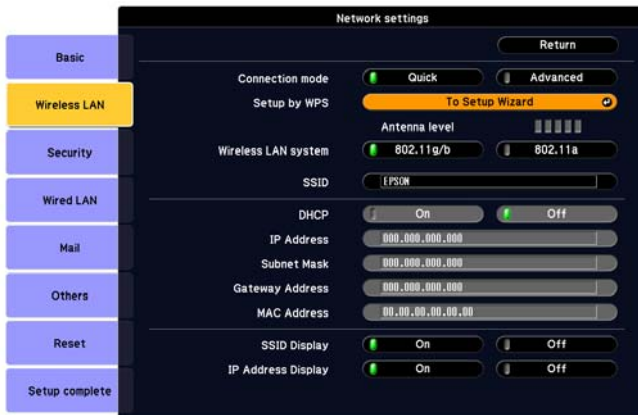 Network settings
Return
Basic
Connection mode Quick Advanced
Wireless LAN
Setup by WPS To Setup Wizard
Antenna level
Security
Wireless LAN system 802.11g/b 802.11a
SSID EPSON
Wired LAN
DHCP On Off
Mail
IP Address 000.000.000.000
Subnet Mask 000.000.000.000
Others
Gateway Address 000.000.000.000
MAC Address 00.00.00.00.00.00
Reset
SSID Display On Off
IP Address Display On Off
Setup complete